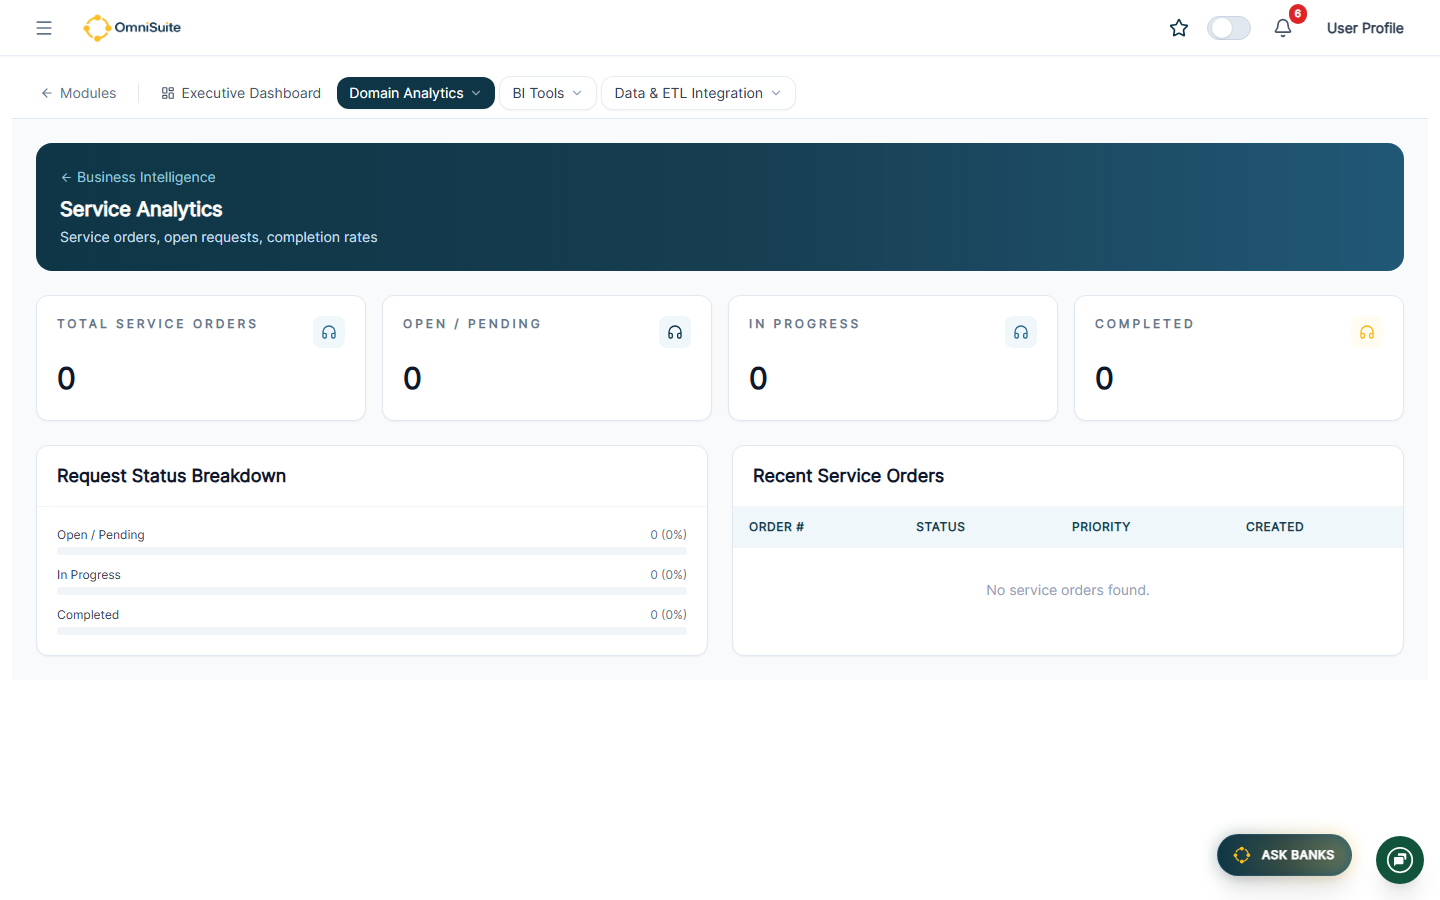 OmniSuite
6
User Profile
Modules
Executive Dashboard
Domain Analytics
BI Tools
Data & ETL Integration
Business Intelligence
Service Analytics
Service orders, open requests, completion rates
TOTAL SERVICE ORDERS
0
OPEN / PENDING
0
IN PROGRESS
0
COMPLETED
0
Request Status Breakdown
Open / Pending 0 (0%)
In Progress 0 (0%)
Completed 0 (0%)
Recent Service Orders
ORDER # STATUS PRIORITY CREATED
No service orders found.
ASK BANKS